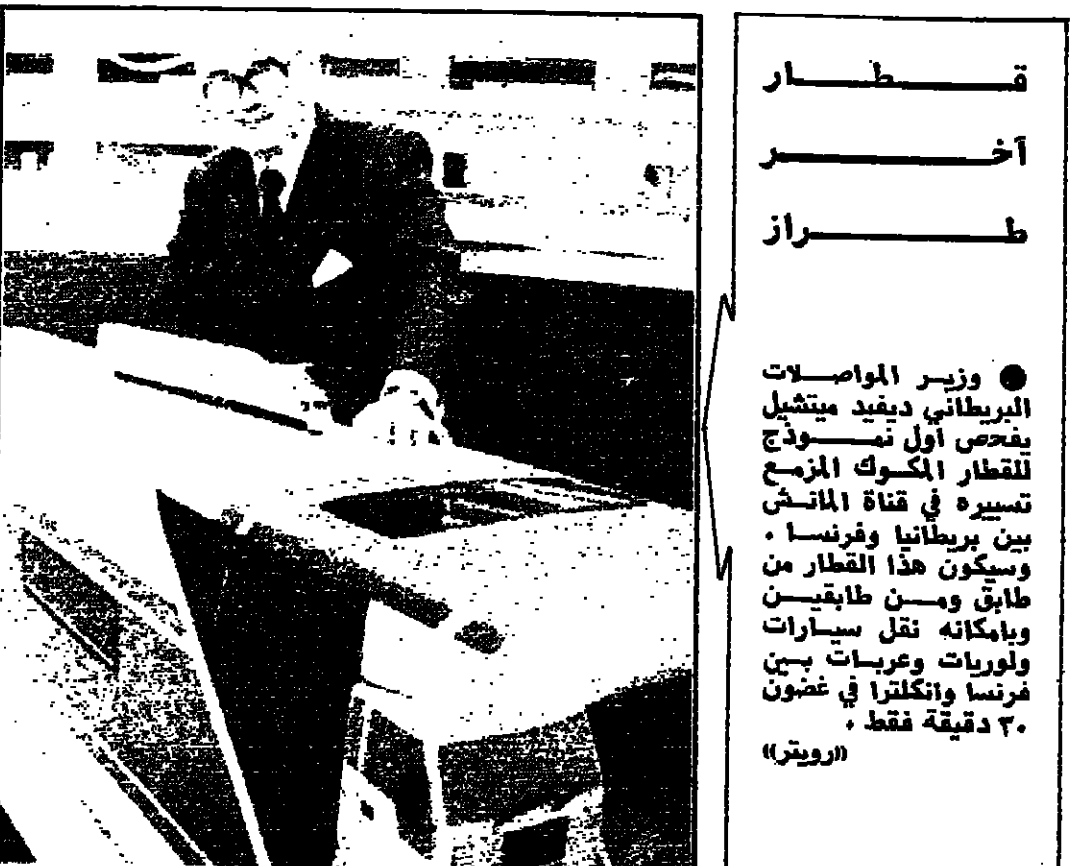 قطار
آخر
طراز
● وزير المواصلات
البريطاني ديفيد ميتشيل
يفحص اول نموذج
للقطار المكوك المزمع
تسييره في قناة المانش
بين بريطانيا وفرنسا .
وسيكون هذا القطار من
طابق ومن طابقين
وبامكانه نقل سيارات
ولوريات وعربات بين
فرنسا وانكلترا في غضون
٣٠ دقيقة فقط .
«رويتر»